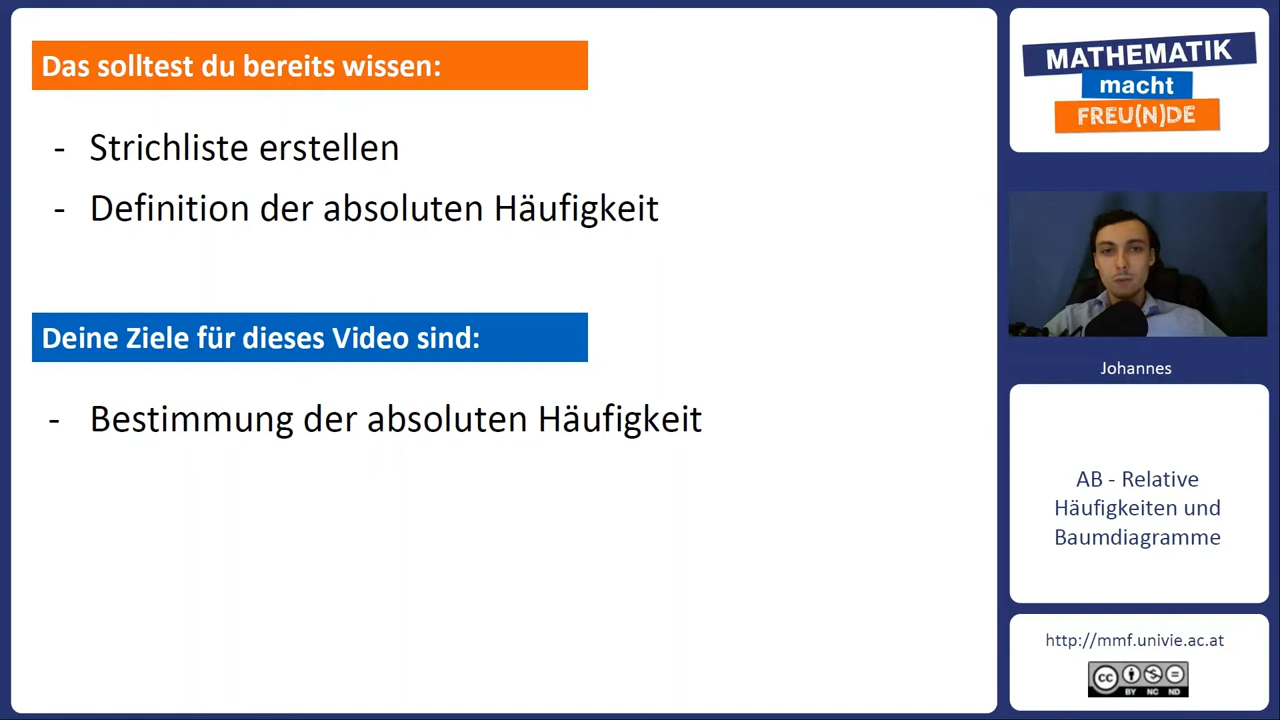 Das solltest du bereits wissen:
- Strichliste erstellen
- Definition der absoluten Häufigkeit
Deine Ziele für dieses Video sind:
- Bestimmung der absoluten Häufigkeit
MATHEMATIK
macht
FREU(N)DE
Johannes
AB - Relative
Häufigkeiten und
Baumdiagramme
http://mmf.univie.ac.at
cc
BY NC ND